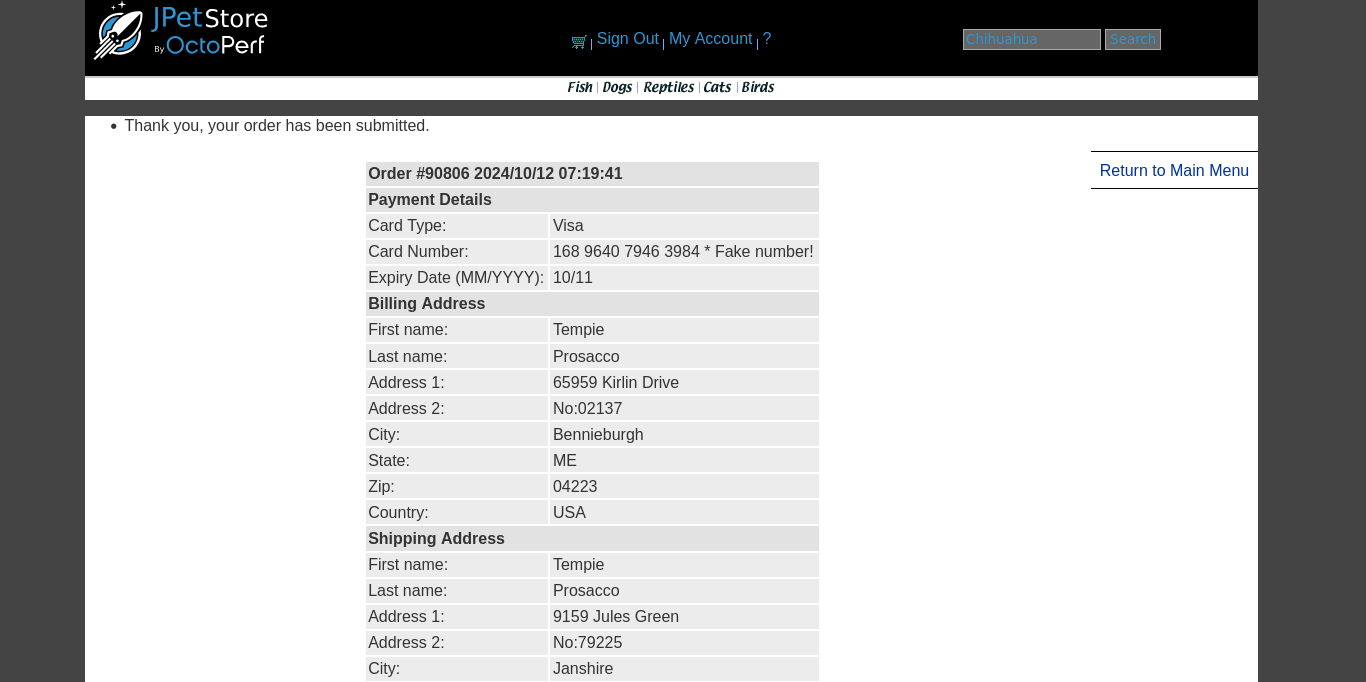 JPetStore
By OctoPerf
Sign Out | My Account | ?
Chihuahua Search
Fish | Dogs | Reptiles | Cats | Birds
• Thank you, your order has been submitted.
Return to Main Menu
Order #90806 2024/10/12 07:19:41
Payment Details
Card Type: Visa
Card Number: 168 9640 7946 3984 * Fake number!
Expiry Date (MM/YYYY): 10/11
Billing Address
First name: Tempie
Last name: Prosacco
Address 1: 65959 Kirlin Drive
Address 2: No:02137
City: Bennieburgh
State: ME
Zip: 04223
Country: USA
Shipping Address
First name: Tempie
Last name: Prosacco
Address 1: 9159 Jules Green
Address 2: No:79225
City: Janshire